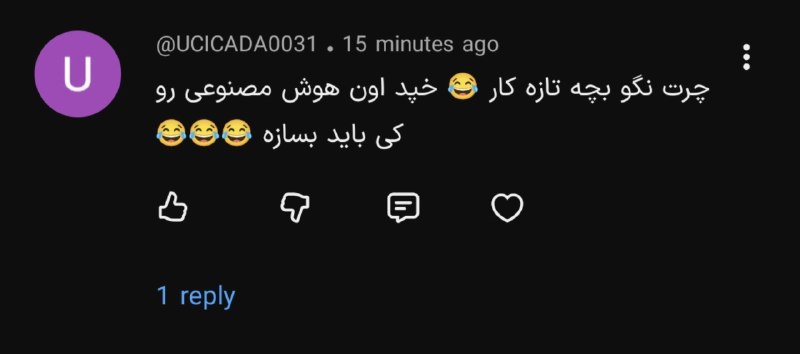 U
@UCICADA0031 . 15 minutes ago
چرت نگو بچه تازه کار 😂 خپد اون هوش مصنوعی رو
کی باید بسازه 😂😂😂
1 reply